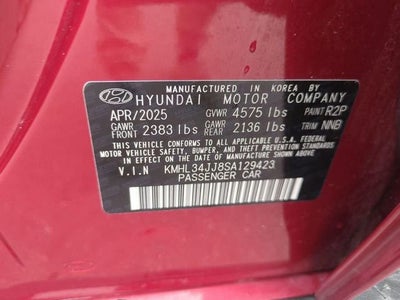 MANUFACTURED IN KOREA BY
HYUNDAI MOTOR COMPANY
APR/2025 GVWR 4575 lbs PAINT R2P
GAWR FRONT 2383 lbs GAWR REAR 2136 lbs TRIM NNB
THIS VEHICLE CONFORMS TO ALL APPLICABLE U.S.A. FEDERAL
MOTOR VEHICLE SAFETY, BUMPER, THEFT PREVENTION STANDARDS
IN EFFECT ON THE DATE OF MANUFACTURE SHOWN ABOVE.
V.I.N KMHL34JJ8SA129423
PASSENGER CAR